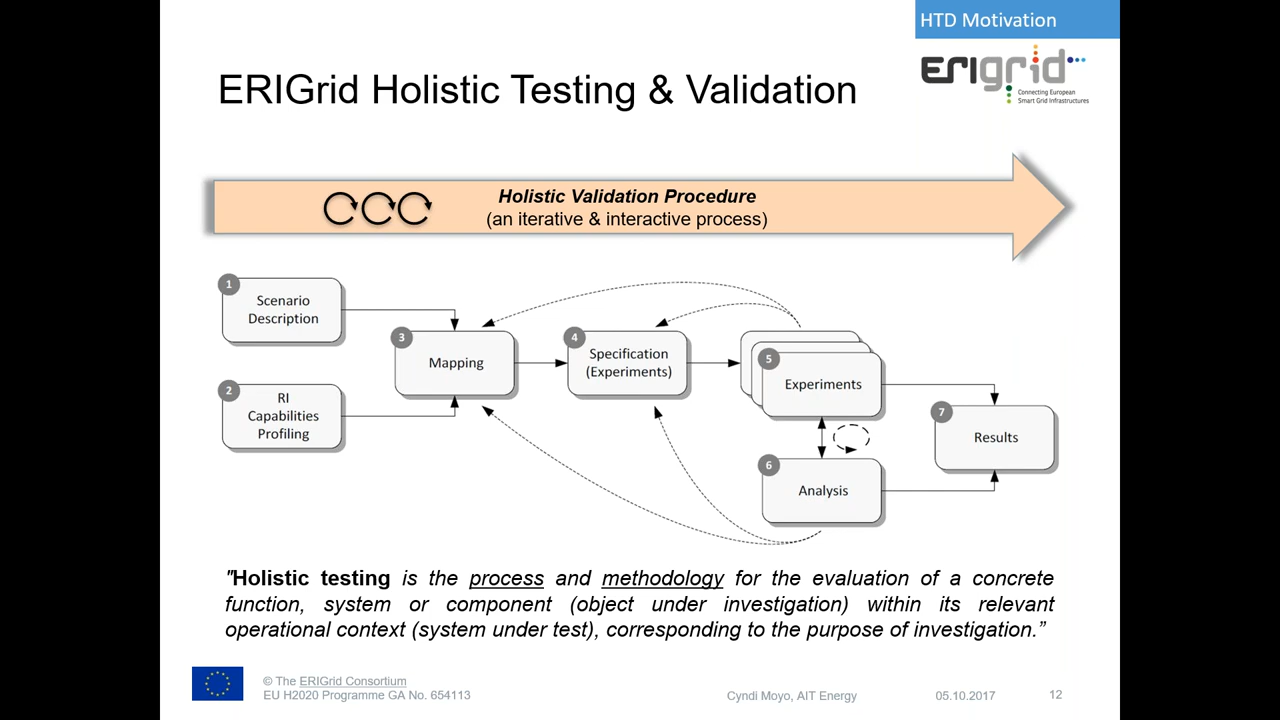 HTD Motivation
ERIGrid Holistic Testing & Validation
ERIgrid
Connecting European
Smart Grid Infrastructures
Holistic Validation Procedure
(an iterative & interactive process)
1
Scenario
Description
2
RI
Capabilities
Profiling
3
Mapping
4
Specification
(Experiments)
5
Experiments
6
Analysis
7
Results
"Holistic testing is the process and methodology for the evaluation of a concrete
function, system or component (object under investigation) within its relevant
operational context (system under test), corresponding to the purpose of investigation.”
© The ERIGrid Consortium
EU H2020 Programme GA No. 654113
Cyndi Moyo, AIT Energy
05.10.2017
12